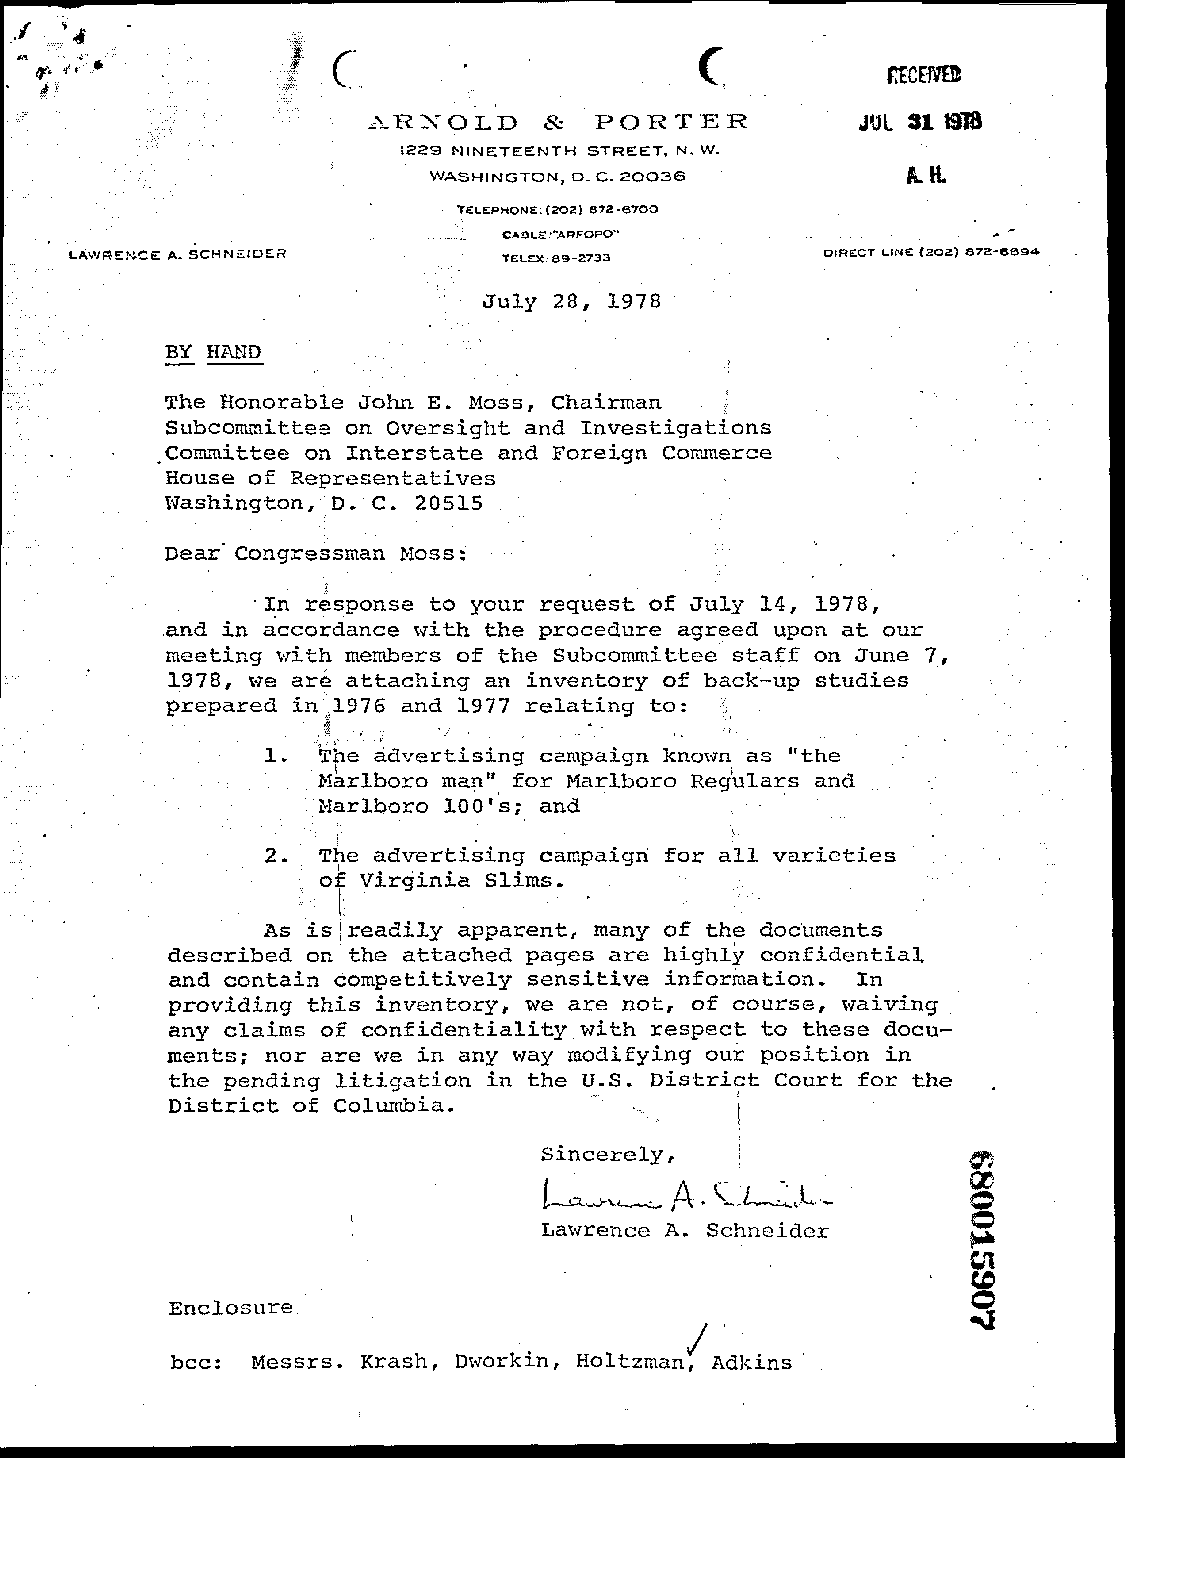 RECEIVED
JUL 31 1978
A. H.
ARNOLD & PORTER
1229 NINETEENTH STREET, N. W.
WASHINGTON, D. C. 20036
TELEPHONE: (202) 872-6700
CABLE: "ARFOPO"
TELEX: 89-2733
LAWRENCE A. SCHNEIDER
DIRECT LINE (202) 872-6894
July 28, 1978
BY HAND
The Honorable John E. Moss, Chairman
Subcommittee on Oversight and Investigations
Committee on Interstate and Foreign Commerce
House of Representatives
Washington, D. C. 20515
Dear Congressman Moss:
In response to your request of July 14, 1978,
and in accordance with the procedure agreed upon at our
meeting with members of the Subcommittee staff on June 7,
1978, we are attaching an inventory of back-up studies
prepared in 1976 and 1977 relating to:
1. The advertising campaign known as "the
Marlboro man" for Marlboro Regulars and
Marlboro 100's; and
2. The advertising campaign for all varieties
of Virginia Slims.
As is readily apparent, many of the documents
described on the attached pages are highly confidential
and contain competitively sensitive information. In
providing this inventory, we are not, of course, waiving
any claims of confidentiality with respect to these docu-
ments; nor are we in any way modifying our position in
the pending litigation in the U.S. District Court for the
District of Columbia.
Sincerely,
Lawrence A. Schneider
Lawrence A. Schneider
Enclosure
bcc: Messrs. Krash, Dworkin, Holtzman, Adkins
680015907